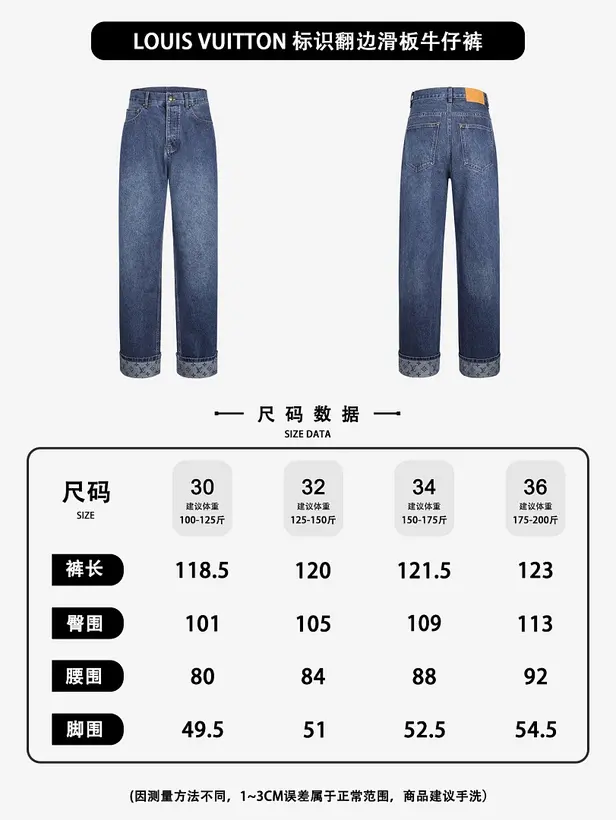 LOUIS VUITTON 标识翻边滑板牛仔裤
尺码数据
SIZE DATA
尺码
SIZE
30
建议体重
100-125斤
32
建议体重
125-150斤
34
建议体重
150-175斤
36
建议体重
175-200斤
裤长 118.5 120 121.5 123
臀围 101 105 109 113
腰围 80 84 88 92
脚围 49.5 51 52.5 54.5
(因测量方法不同，1~3CM误差属于正常范围，商品建议手洗)